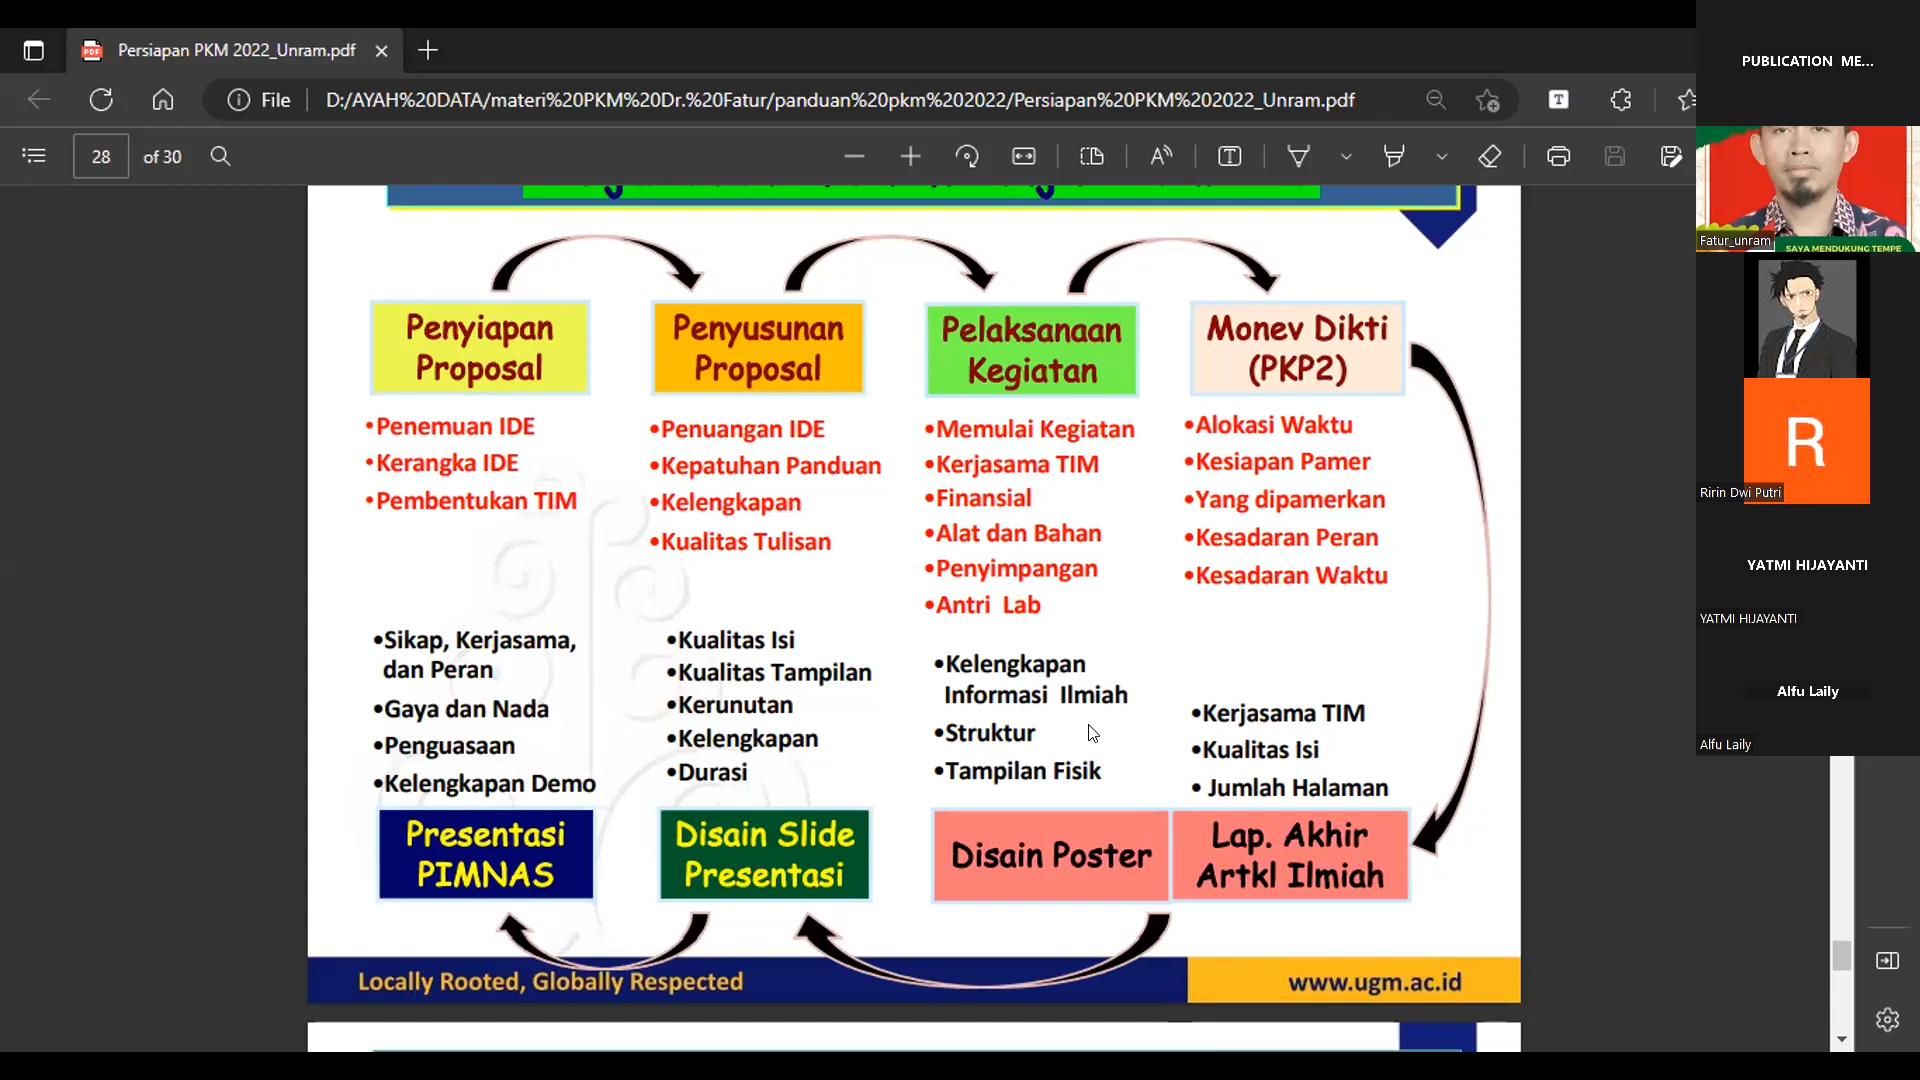 Persiapan PKM 2022_Unram.pdf
File
D:/AYAH%20DATA/materi%20PKM%20Dr.%20Fatur/panduan%20pkm%202022/Persiapan%20PKM%202022_Unram.pdf
28 of 30
Penyiapan
Proposal
•Penemuan IDE
•Kerangka IDE
•Pembentukan TIM
Penyusunan
Proposal
•Penuangan IDE
•Kepatuhan Panduan
•Kelengkapan
•Kualitas Tulisan
Pelaksanaan
Kegiatan
•Memulai Kegiatan
•Kerjasama TIM
•Finansial
•Alat dan Bahan
•Penyimpangan
•Antri Lab
Monev Dikti
(PKP2)
•Alokasi Waktu
•Kesiapan Pamer
•Yang dipamerkan
•Kesadaran Peran
•Kesadaran Waktu
•Sikap, Kerjasama,
dan Peran
•Gaya dan Nada
•Penguasaan
•Kelengkapan Demo
Presentasi
PIMNAS
•Kualitas Isi
•Kualitas Tampilan
•Kerunutan
•Kelengkapan
•Durasi
Disain Slide
Presentasi
•Kelengkapan
Informasi Ilmiah
•Struktur
•Tampilan Fisik
Disain Poster
•Kerjasama TIM
•Kualitas Isi
• Jumlah Halaman
Lap. Akhir
Artkl Ilmiah
Locally Rooted, Globally Respected
www.ugm.ac.id
PUBLICATION ME...
Fatur_unram
SAYA MENDUKUNG TEMPE
R
Ririn Dwi Putri
YATMI HIJAYANTI
YATMI HIJAYANTI
Alfu Laily
Alfu Laily